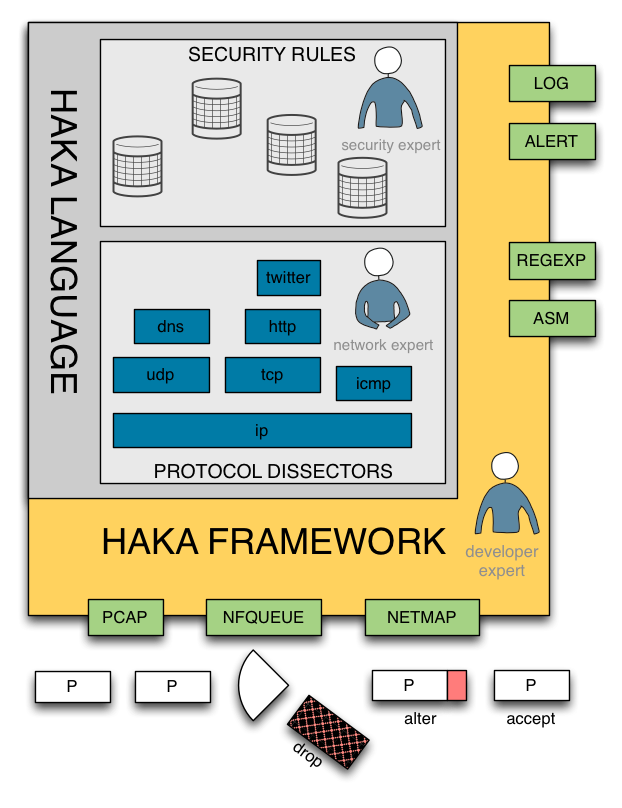 HAKA LANGUAGE
SECURITY RULES
security expert
LOG
ALERT
REGEXP
ASM
twitter
dns
http
network expert
udp
tcp
icmp
ip
PROTOCOL DISSECTORS
HAKA FRAMEWORK
developer
expert
PCAP
NFQUEUE
NETMAP
P
P
P
P
alter
accept
drop